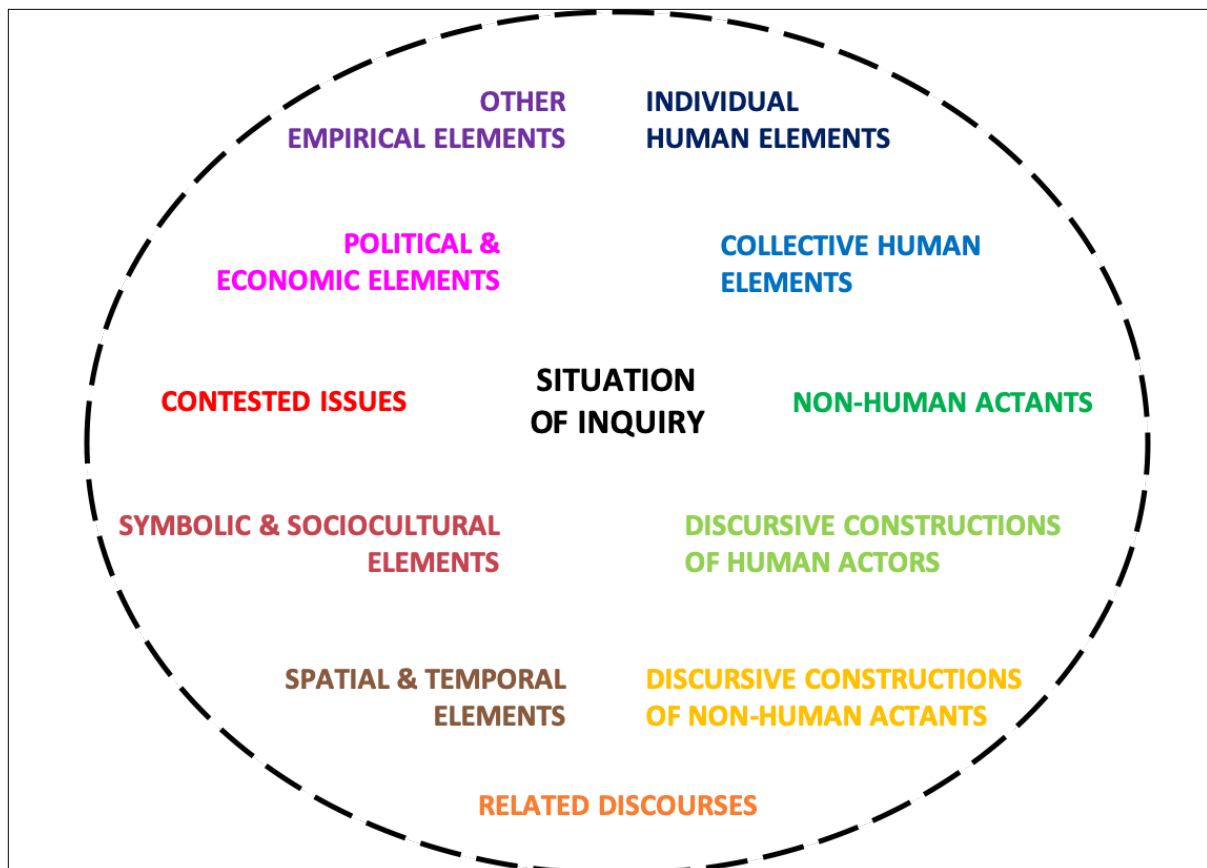 OTHER
EMPIRICAL ELEMENTS
INDIVIDUAL
HUMAN ELEMENTS
POLITICAL &
ECONOMIC ELEMENTS
COLLECTIVE HUMAN
ELEMENTS
CONTESTED ISSUES
SITUATION
OF INQUIRY
NON-HUMAN ACTANTS
SYMBOLIC & SOCIOCULTURAL
ELEMENTS
DISCURSIVE CONSTRUCTIONS
OF HUMAN ACTORS
SPATIAL & TEMPORAL
ELEMENTS
DISCURSIVE CONSTRUCTIONS
OF NON-HUMAN ACTANTS
RELATED DISCOURSES